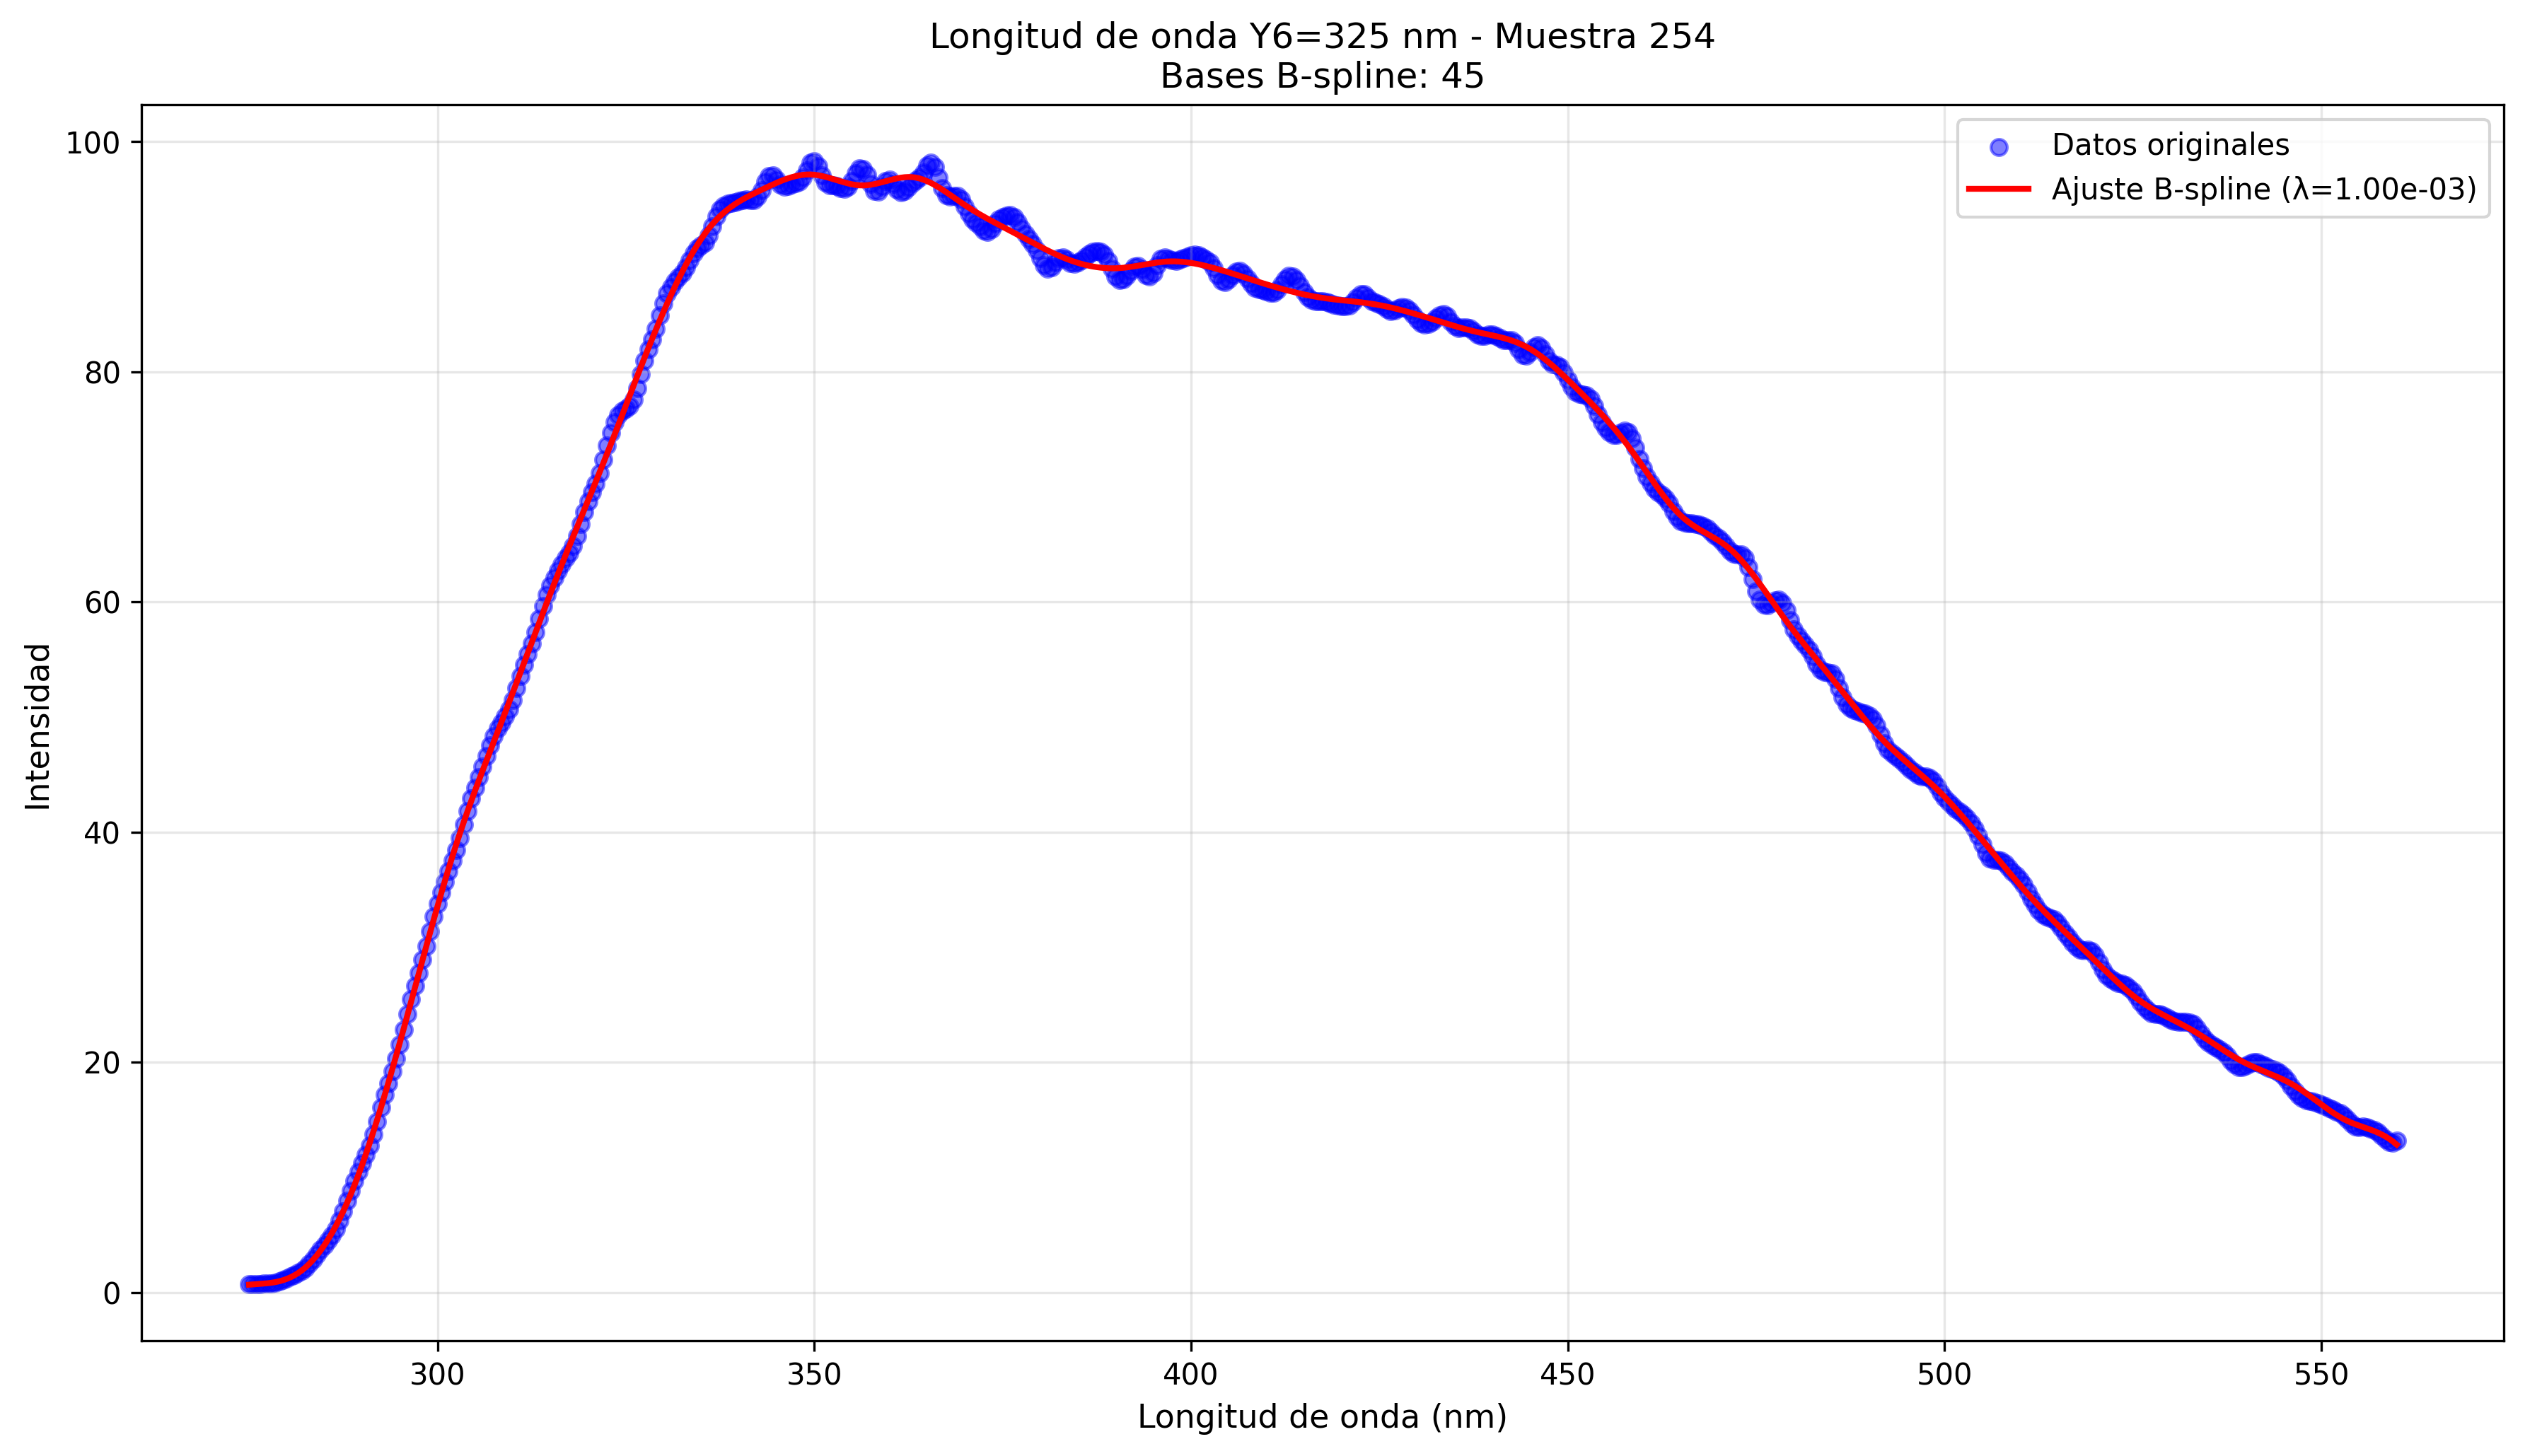 Longitud de onda Y6=325 nm - Muestra 254
Bases B-spline: 45
Datos originales
Ajuste B-spline (λ=1.00e-03)
Intensidad
100
80
60
40
20
0
300 350 400 450 500 550
Longitud de onda (nm)